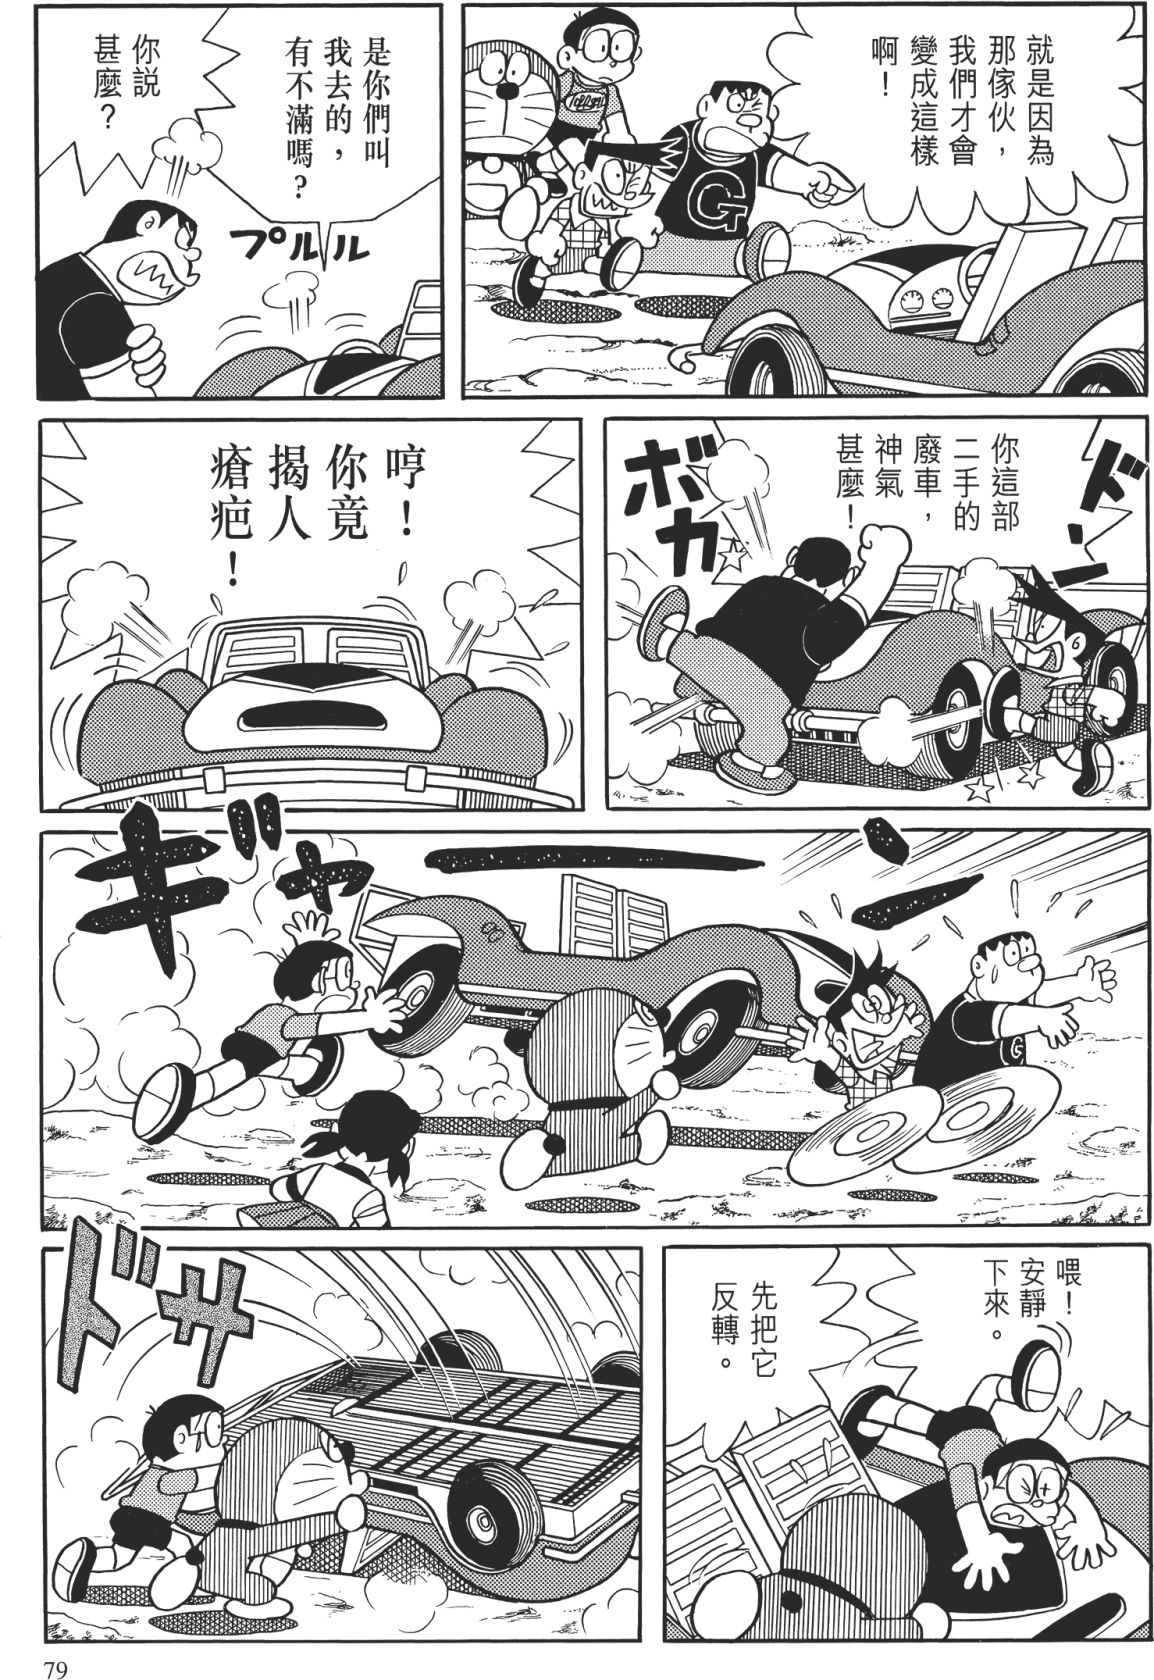 就是因為
那傢伙，
我們才會
變成這樣
啊！
G
是你們叫
我去的，
有不滿嗎？
プルルル
你説
甚麼？
你這部
二手的
廢車，
神氣
甚麼！
ドン
ボカ
哼！
你竟
揭人
瘡疤！
ギャーン
G
喂！
安靜
下來。
先把它
反轉。
ドサ
79